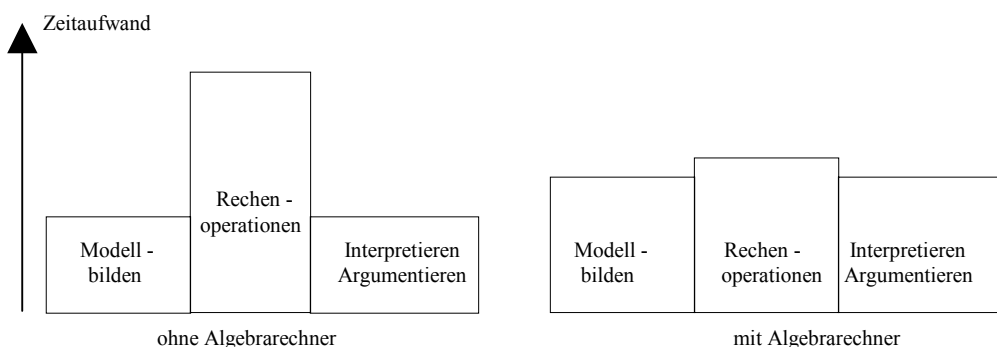 Zeitaufwand
Modell -
bilden
Rechen -
operationen
Interpretieren
Argumentieren
ohne Algebrarechner
Modell -
bilden
Rechen -
operationen
Interpretieren
Argumentieren
mit Algebrarechner